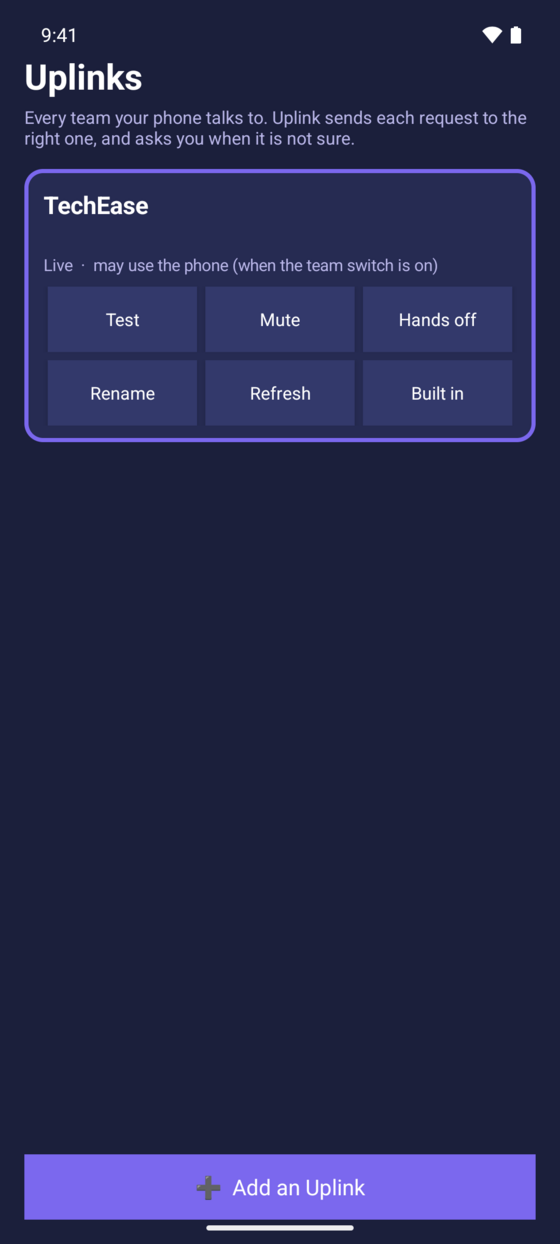 9:41
Uplinks
Every team your phone talks to. Uplink sends each request to the
right one, and asks you when it is not sure.
TechEase
Live · may use the phone (when the team switch is on)
Test
Mute
Hands off
Rename
Refresh
Built in
➕ Add an Uplink